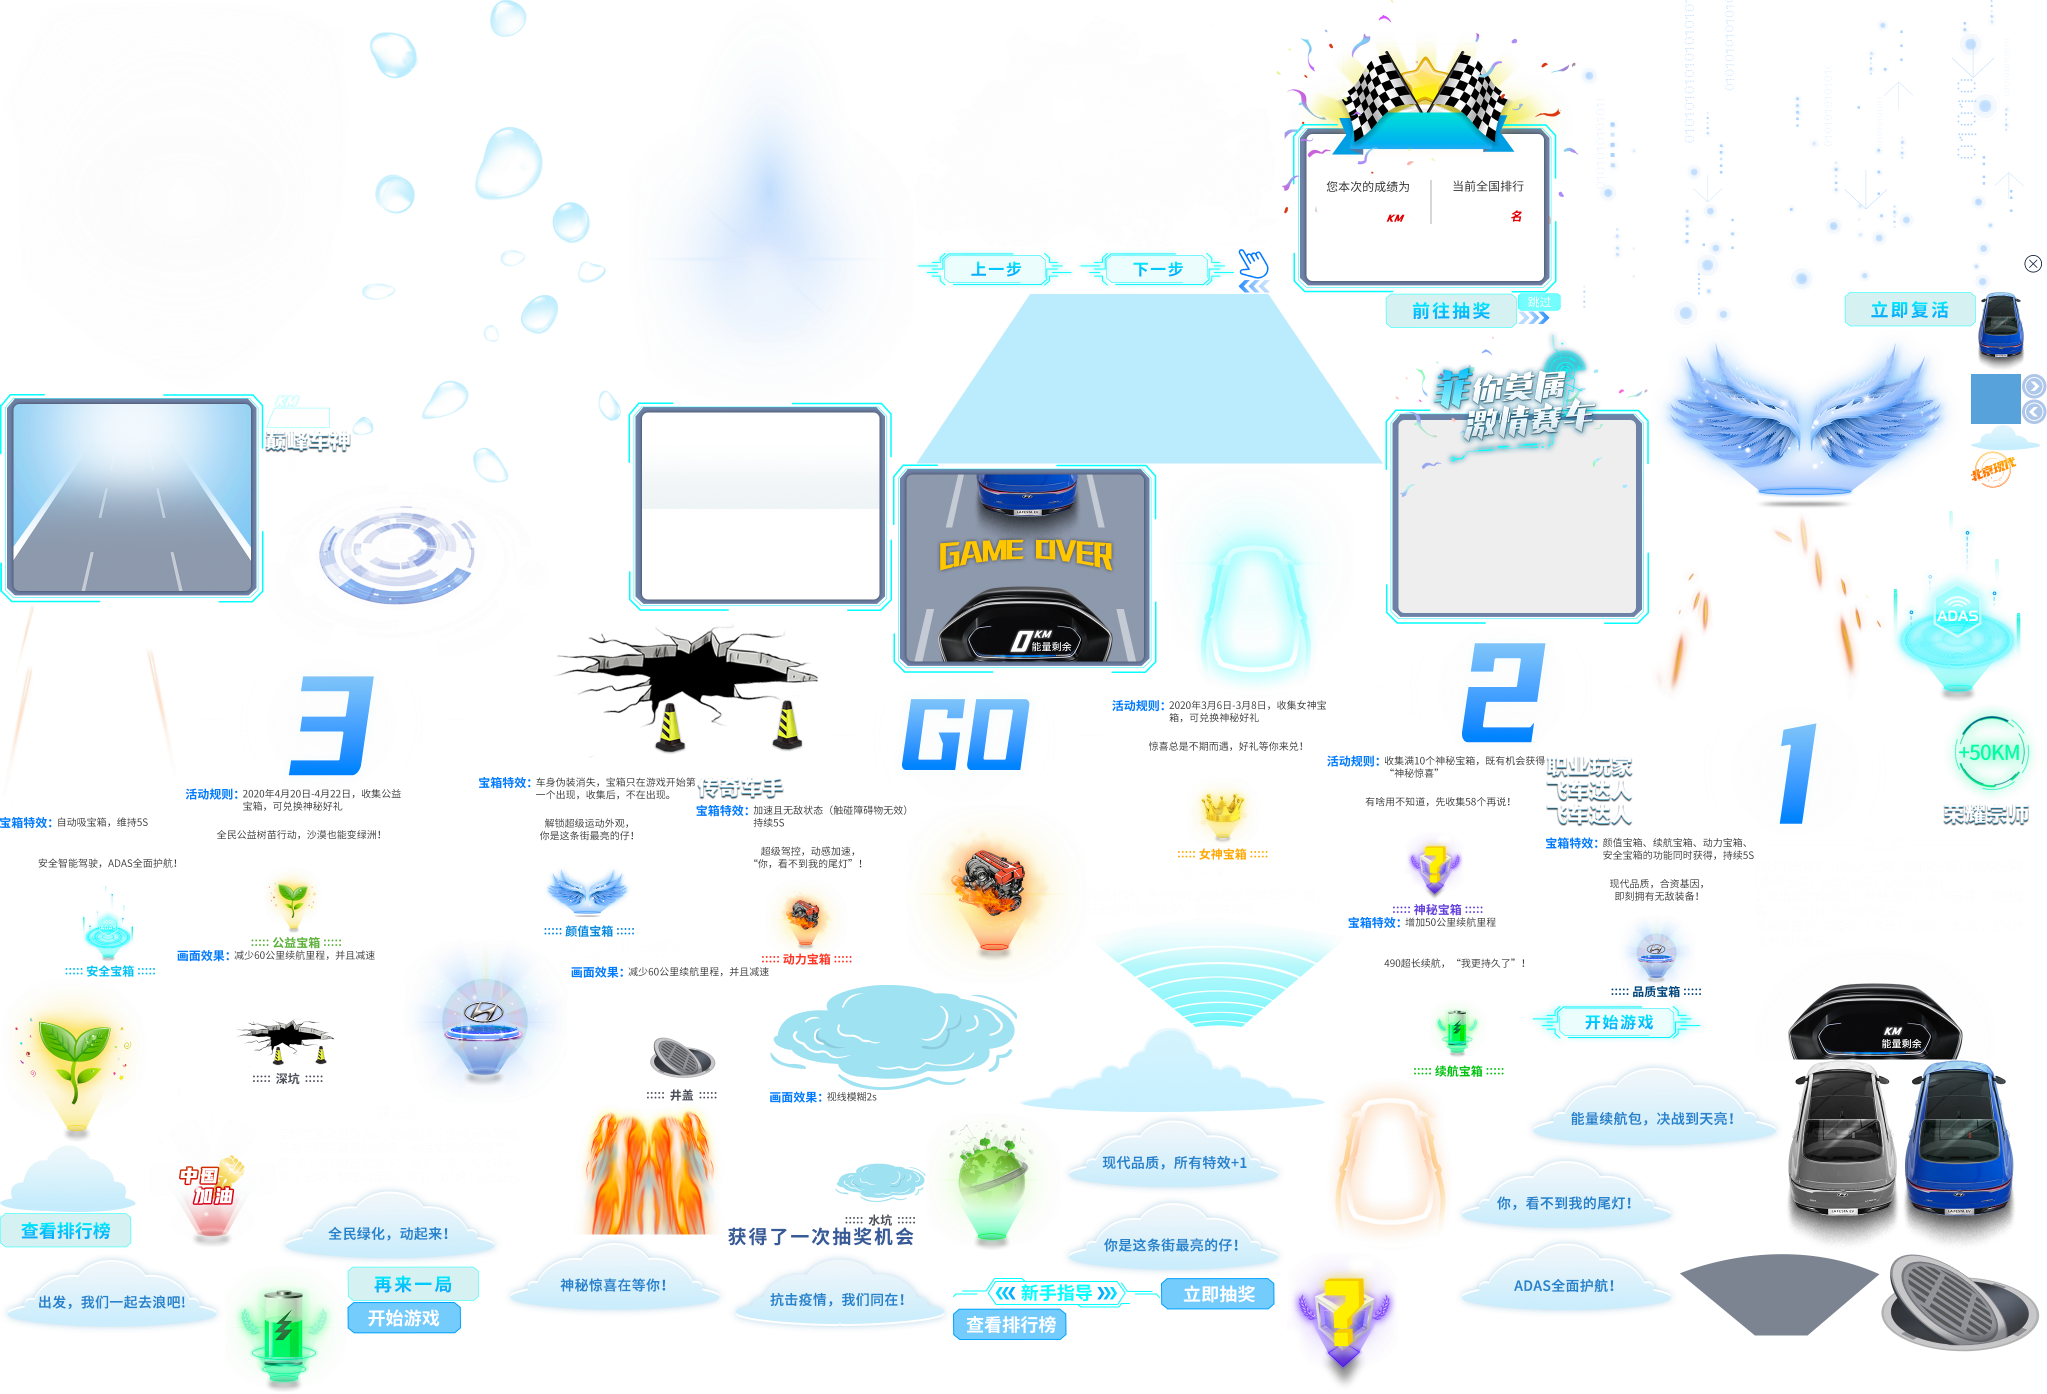 您本次的成绩为
当前全国排行
KM
名
上一步
下一步
前往抽奖
跳过
立即复活
KM
巅峰车神
菲你莫属
激情赛车
北京现代
GAME OVER
0 KM
能量剩余
ADAS
3
GO
2
1
+50KM
荣耀宗师
活动规则：2020年3月6日-3月8日，收集女神宝
箱，可兑换神秘好礼
惊喜总是不期而遇，好礼等你来兑！
活动规则：收集满10个神秘宝箱，既有机会获得
“神秘惊喜”
有啥用不知道，先收集58个再说！
职业玩家
飞车达人
飞车达人
活动规则：2020年4月20日-4月22日，收集公益
宝箱，可兑换神秘好礼
全民公益树苗行动，沙漠也能变绿洲！
宝箱特效：自动吸宝箱，维持5S
安全智能驾驶，ADAS全面护航！
宝箱特效：车身伪装消失，宝箱只在游戏开始第
一个出现，收集后，不在出现。
解锁超级运动外观，
你是这条街最亮的仔！
传奇车手
宝箱特效：加速且无敌状态（触碰障碍物无效）
持续5S
超级驾控，动感加速，
“你，看不到我的尾灯”！
女神宝箱
神秘宝箱
宝箱特效：增加50公里续航里程
490超长续航，“我更持久了”！
宝箱特效：颜值宝箱、续航宝箱、动力宝箱、
安全宝箱的功能同时获得，持续5S
现代品质，合资基因，
即刻拥有无敌装备！
安全宝箱
公益宝箱
画面效果：减少60公里续航里程，并且减速
颜值宝箱
画面效果：减少60公里续航里程，并且减速
动力宝箱
品质宝箱
开始游戏
KM
能量剩余
深坑
井盖
画面效果：视线模糊2s
续航宝箱
能量续航包，决战到天亮！
现代品质，所有特效+1
中国
加油
查看排行榜
全民绿化，动起来！
水坑
获得了一次抽奖机会
你是这条街最亮的仔！
你，看不到我的尾灯！
出发，我们一起去浪吧！
再来一局
开始游戏
神秘惊喜在等你！
抗击疫情，我们同在！
新手指导
查看排行榜
立即抽奖
ADAS全面护航！
LA FESTA EV
LA FESTA EV
LA FESTA EV